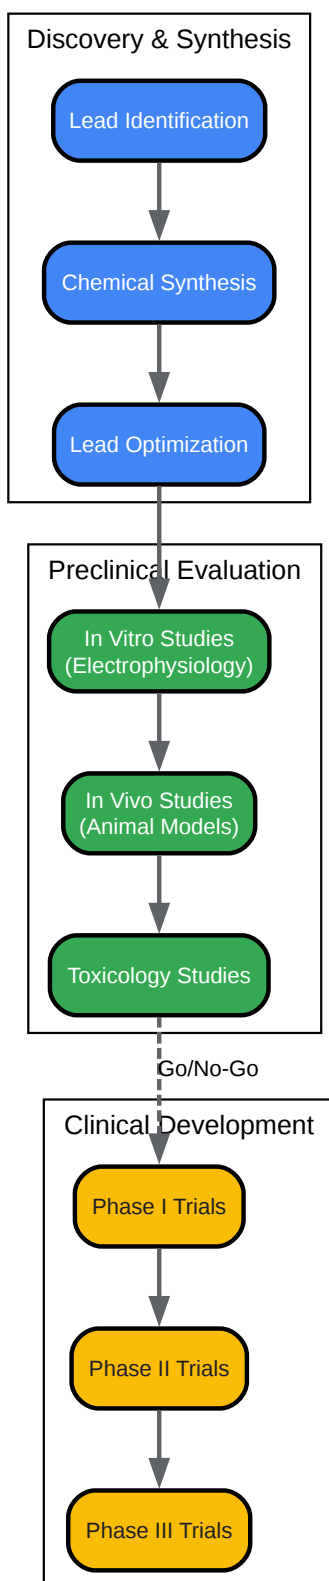 Discovery & Synthesis
Lead Identification
Chemical Synthesis
Lead Optimization
Preclinical Evaluation
In Vitro Studies
(Electrophysiology)
In Vivo Studies
(Animal Models)
Toxicology Studies
Go/No-Go
Clinical Development
Phase I Trials
Phase II Trials
Phase III Trials